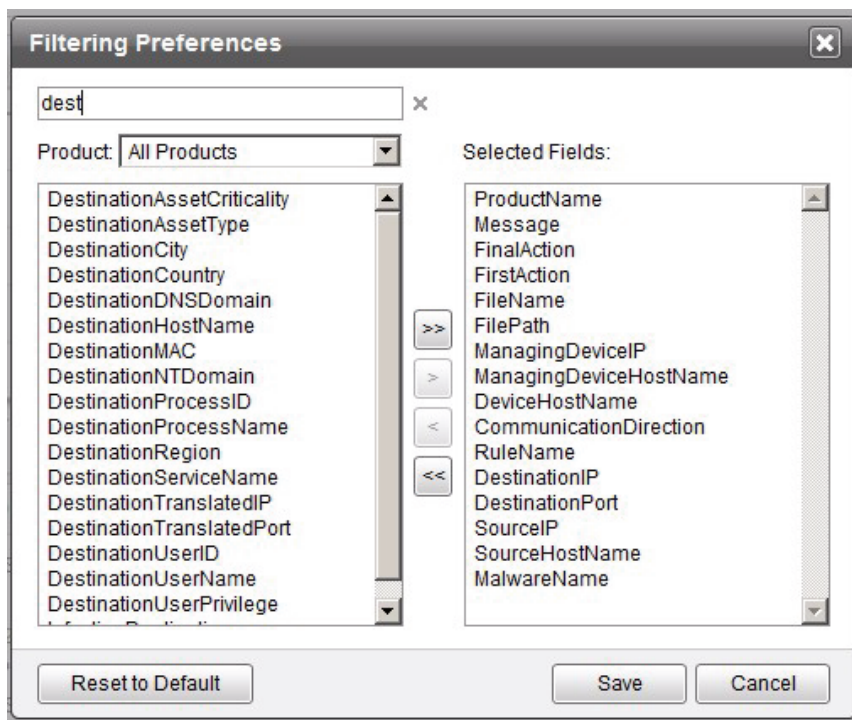 Filtering Preferences
dest
Product: All Products
Selected Fields:
DestinationAssetCriticality
DestinationAssetType
DestinationCity
DestinationCountry
DestinationDNSDomain
DestinationHostName
DestinationMAC
DestinationNTDomain
DestinationProcessID
DestinationProcessName
DestinationRegion
DestinationServiceName
DestinationTranslatedIP
DestinationTranslatedPort
DestinationUserID
DestinationUserName
DestinationUserPrivilege
>>
>
<
<<
ProductName
Message
FinalAction
FirstAction
FileName
FilePath
ManagingDeviceIP
ManagingDeviceHostName
DeviceHostName
CommunicationDirection
RuleName
DestinationIP
DestinationPort
SourceIP
SourceHostName
MalwareName
Reset to Default
Save
Cancel